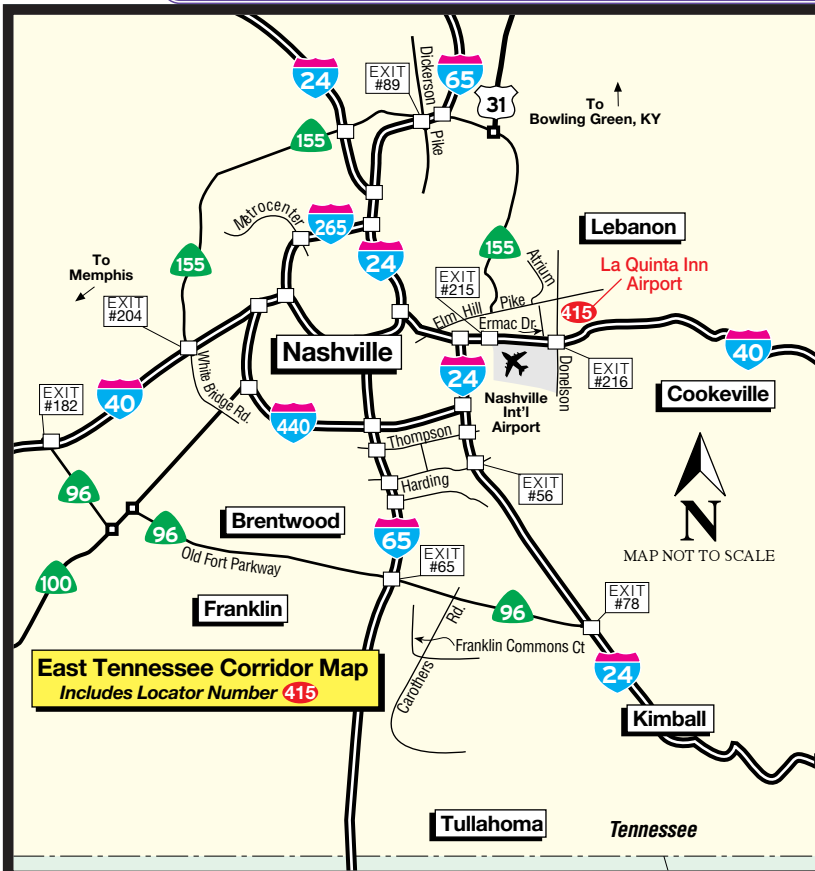 24
EXIT
#89
Dickerson
Pike
65
31
To
Bowling Green, KY
155
Metrocenter
265
Lebanon
155
To
Memphis
24
155
Atrium
La Quinta Inn
Airport
EXIT
#215
415
EXIT
#204
Elm Hill Pike
Ermac Dr.
Nashville
White Bridge Rd.
24
Donelson
EXIT
#216
40
EXIT
#182
40
Nashville
Int'l
Airport
Cookeville
440
Thompson
Harding
EXIT
#56
N
MAP NOT TO SCALE
96
Brentwood
96
Old Fort Parkway
65
EXIT
#65
100
Franklin
EXIT
#78
96
Rd.
Carothers
Franklin Commons Ct
East Tennessee Corridor Map
Includes Locator Number 415
24
Kimball
Tullahoma
Tennessee